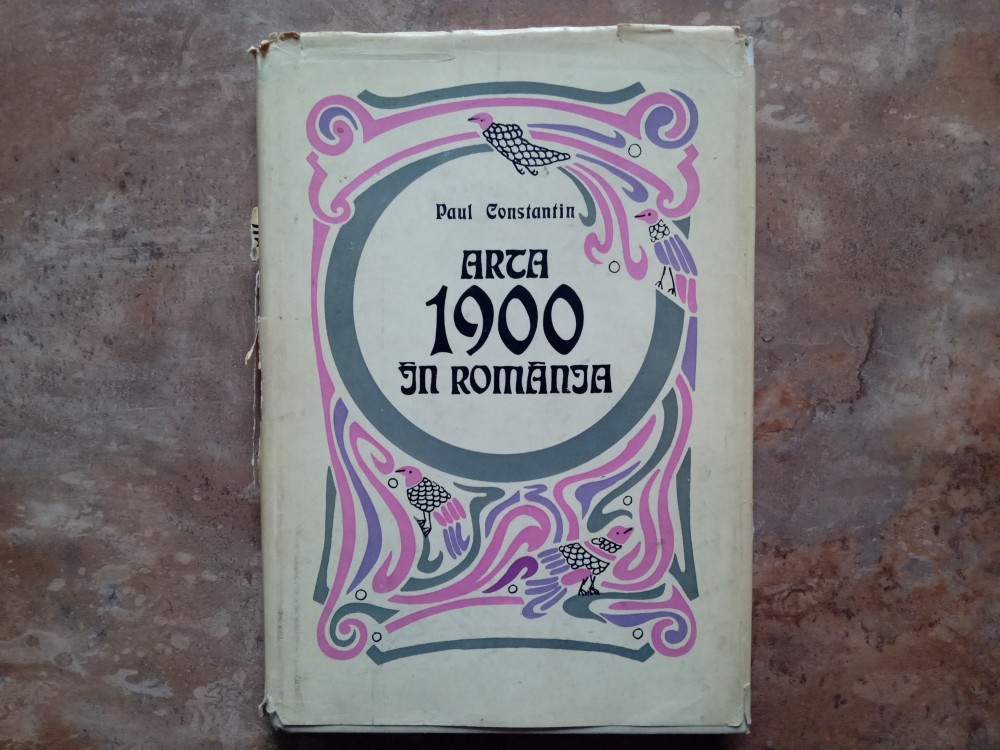 Paul Constantin
ARTA
1900
ÎN ROMÂNIA